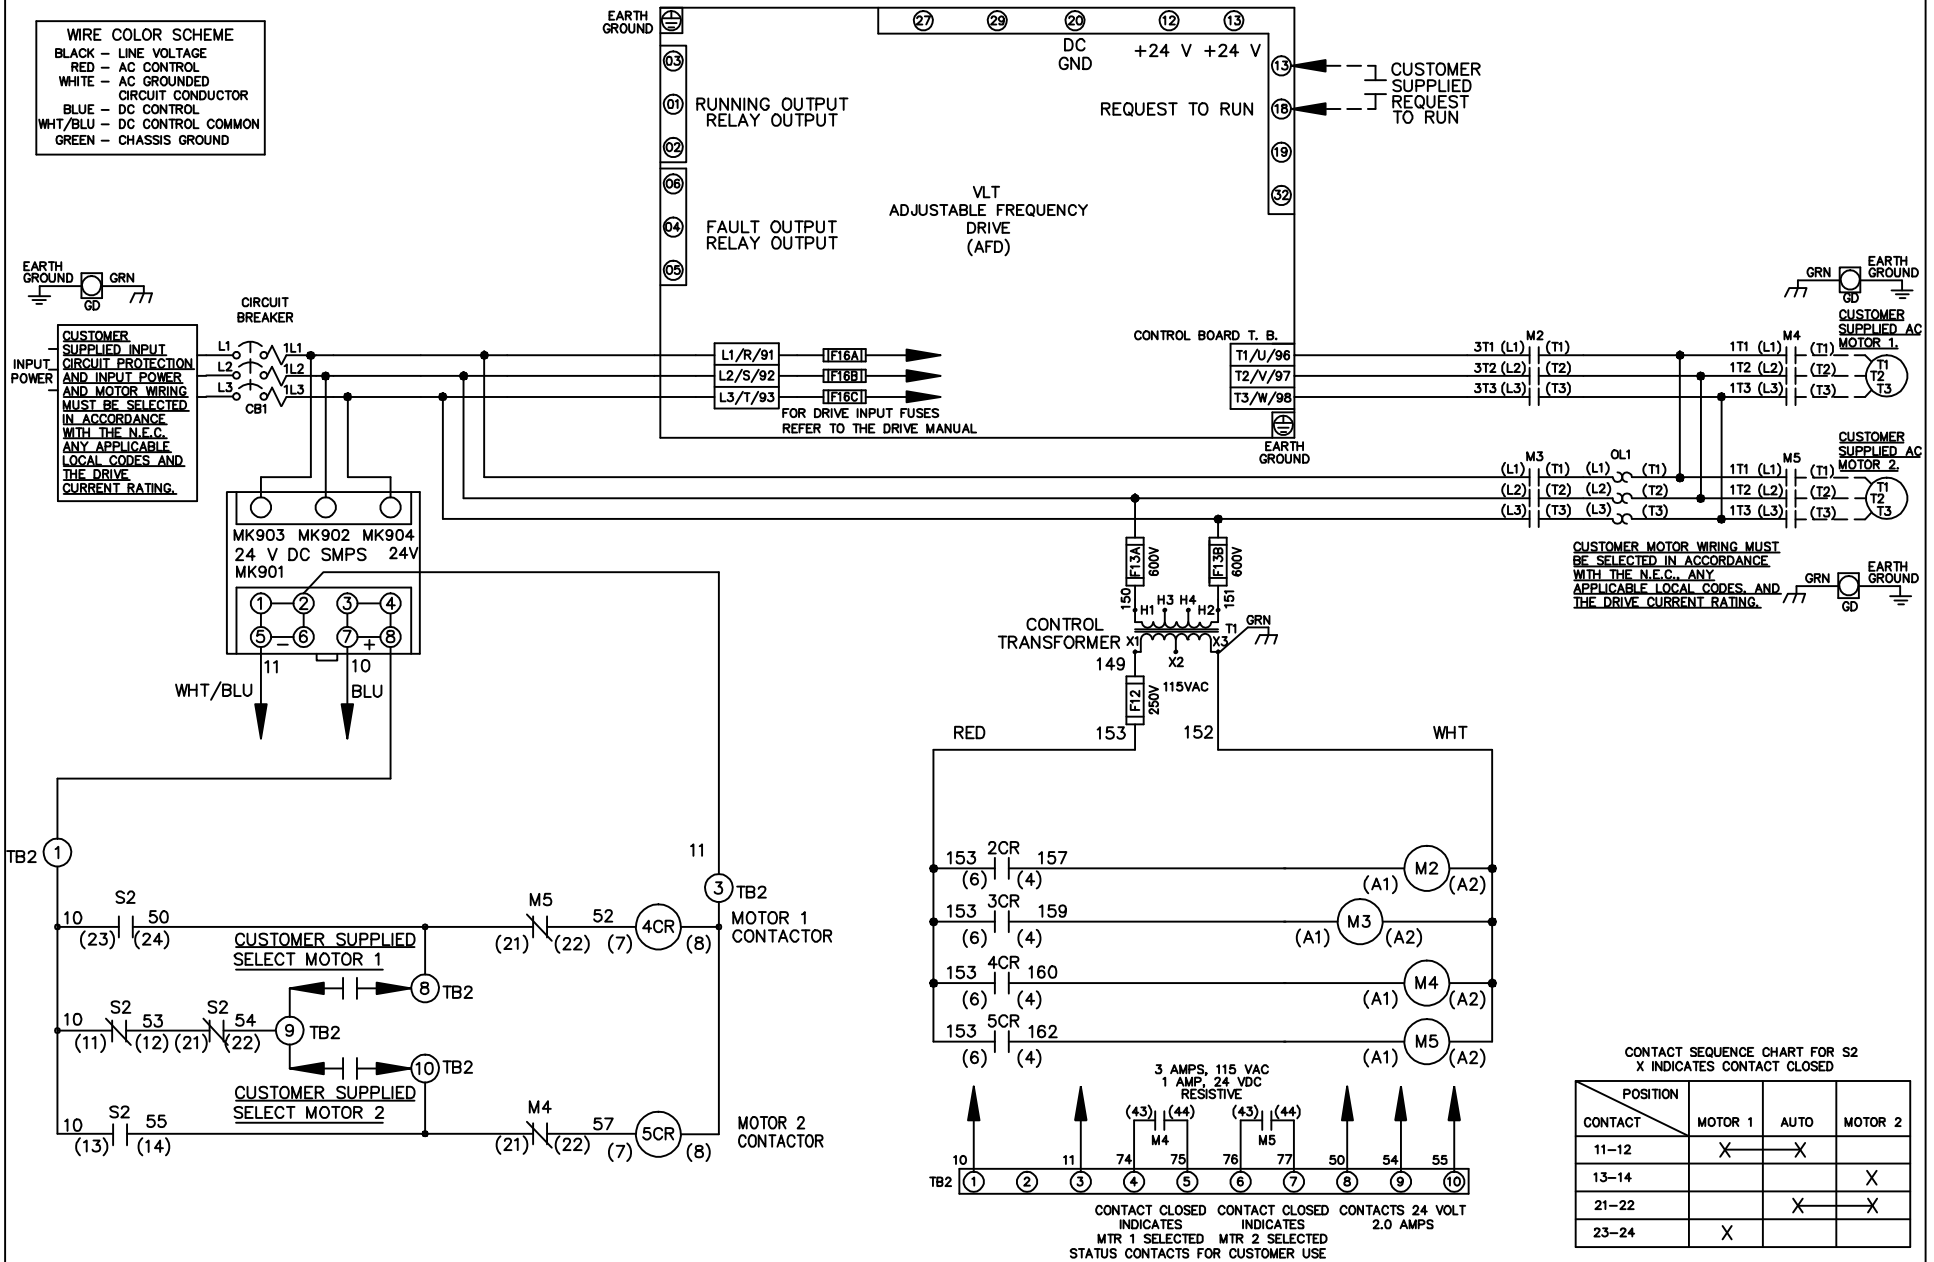 WIRE COLOR SCHEME
BLACK – LINE VOLTAGE
RED – AC CONTROL
WHITE – AC GROUNDED
CIRCUIT CONDUCTOR
BLUE – DC CONTROL
WHT/BLU – DC CONTROL COMMON
GREEN – CHASSIS GROUND
EARTH
GROUND
27 29 20 12 13
DC
GND
+24 V +24 V
03
01
02
RUNNING OUTPUT
RELAY OUTPUT
06
04
05
FAULT OUTPUT
RELAY OUTPUT
VLT
ADJUSTABLE FREQUENCY
DRIVE
(AFD)
REQUEST TO RUN
13
18
19
32
CUSTOMER
SUPPLIED
REQUEST
TO RUN
EARTH
GROUND
GRN
GD
CIRCUIT
BREAKER
INPUT
POWER
CUSTOMER
SUPPLIED INPUT
CIRCUIT PROTECTION
AND INPUT POWER
AND MOTOR WIRING
MUST BE SELECTED
IN ACCORDANCE
WITH THE N.E.C.
ANY APPLICABLE
LOCAL CODES AND
THE DRIVE
CURRENT RATING.
L1 1L1
L2 1L2
L3 1L3
CB1
L1/R/91 F16A
L2/S/92 F16B
L3/T/93 F16C
FOR DRIVE INPUT FUSES
REFER TO THE DRIVE MANUAL
CONTROL BOARD T. B.
T1/U/96
T2/V/97
T3/W/98
EARTH
GROUND
M2
3T1 (L1) (T1)
3T2 (L2) (T2)
3T3 (L3) (T3)
M4
1T1 (L1) (T1)
1T2 (L2) (T2)
1T3 (L3) (T3)
GRN
GD
EARTH
GROUND
CUSTOMER
SUPPLIED AC
MOTOR 1.
T1
T2
T3
M3 OL1
(L1) (T1) (L1) (T1)
(L2) (T2) (L2) (T2)
(L3) (T3) (L3) (T3)
M5
1T1 (L1) (T1)
1T2 (L2) (T2)
1T3 (L3) (T3)
CUSTOMER
SUPPLIED AC
MOTOR 2.
T1
T2
T3
CUSTOMER MOTOR WIRING MUST
BE SELECTED IN ACCORDANCE
WITH THE N.E.C., ANY
APPLICABLE LOCAL CODES, AND
THE DRIVE CURRENT RATING.
GRN
GD
EARTH
GROUND
MK903 MK902 MK904
24 V DC SMPS 24V
MK901
1 2 3 4
5 – 6 7 + 8
11 10
WHT/BLU BLU
F13A 600V
F13B 600V
150 151
H1 H3 H4 H2
CONTROL
TRANSFORMER
T1
GRN
X1 X2 X3
149
115VAC
F12 250V
153 152
RED WHT
TB2 1
11
3 TB2
S2
10 50
(23) (24)
M5
(21) (22)
52
(7) 4CR (8)
MOTOR 1
CONTACTOR
CUSTOMER SUPPLIED
SELECT MOTOR 1
8 TB2
S2 S2
10 53 54
(11) (12) (21) (22)
9 TB2
10 TB2
CUSTOMER SUPPLIED
SELECT MOTOR 2
S2
10 55
(13) (14)
M4
(21) (22)
57
(7) 5CR (8)
MOTOR 2
CONTACTOR
2CR
153 157
(6) (4)
(A1) M2 (A2)
3CR
153 159
(6) (4)
(A1) M3 (A2)
4CR
153 160
(6) (4)
(A1) M4 (A2)
5CR
153 162
(6) (4)
(A1) M5 (A2)
3 AMPS, 115 VAC
1 AMP, 24 VDC
RESISTIVE
(43) (44) (43) (44)
M4 M5
10 11 74 75 76 77 50 54 55
TB2 1 2 3 4 5 6 7 8 9 10
CONTACT CLOSED
INDICATES
MTR 1 SELECTED
CONTACT CLOSED
INDICATES
MTR 2 SELECTED
STATUS CONTACTS FOR CUSTOMER USE
CONTACTS 24 VOLT
2.0 AMPS
CONTACT SEQUENCE CHART FOR S2
X INDICATES CONTACT CLOSED
POSITION
CONTACT MOTOR 1 AUTO MOTOR 2
11–12 X X
13–14 X
21–22 X X
23–24 X